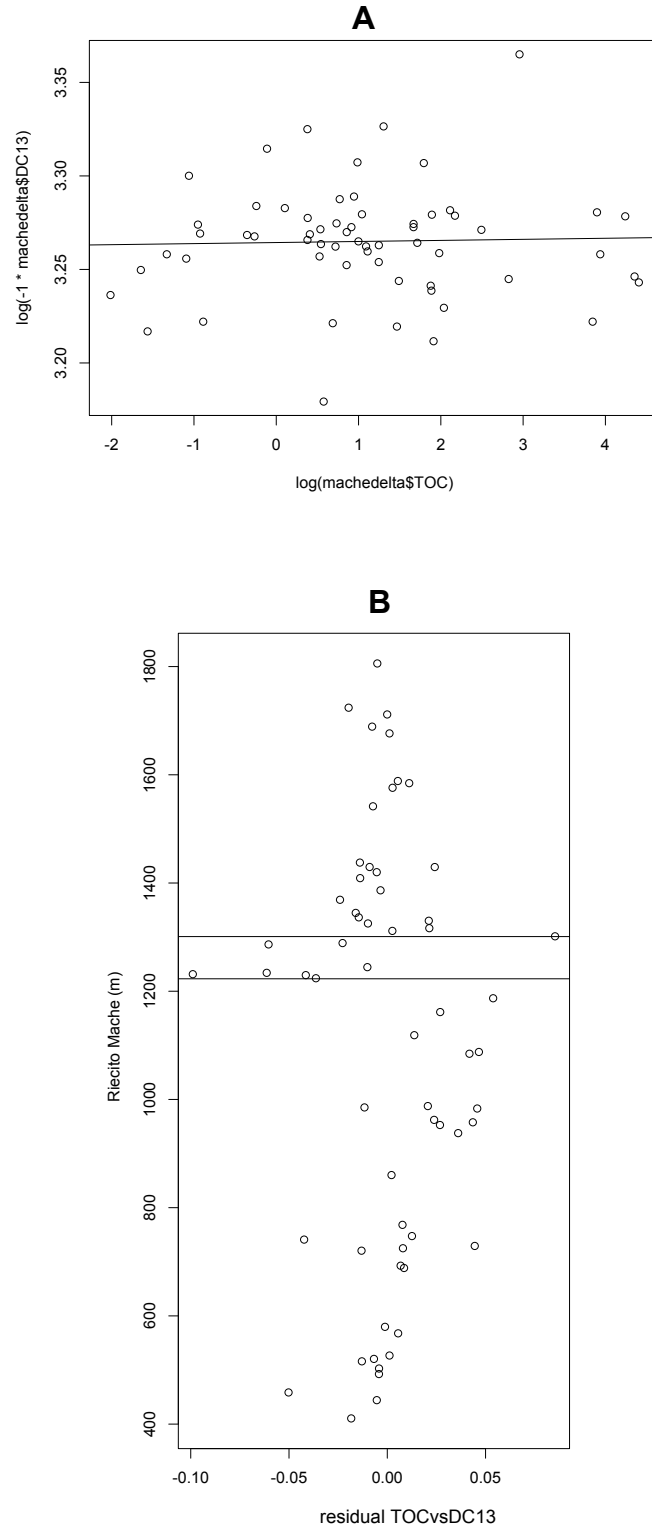 A
3.35
3.30
3.25
3.20
log(-1 * machedelta$DC13)
-2 -1 0 1 2 3 4
log(machedelta$TOC)
B
1800
1600
1400
1200
1000
800
600
400
Riecito Mache (m)
-0.10 -0.05 0.00 0.05
residual TOCvsDC13